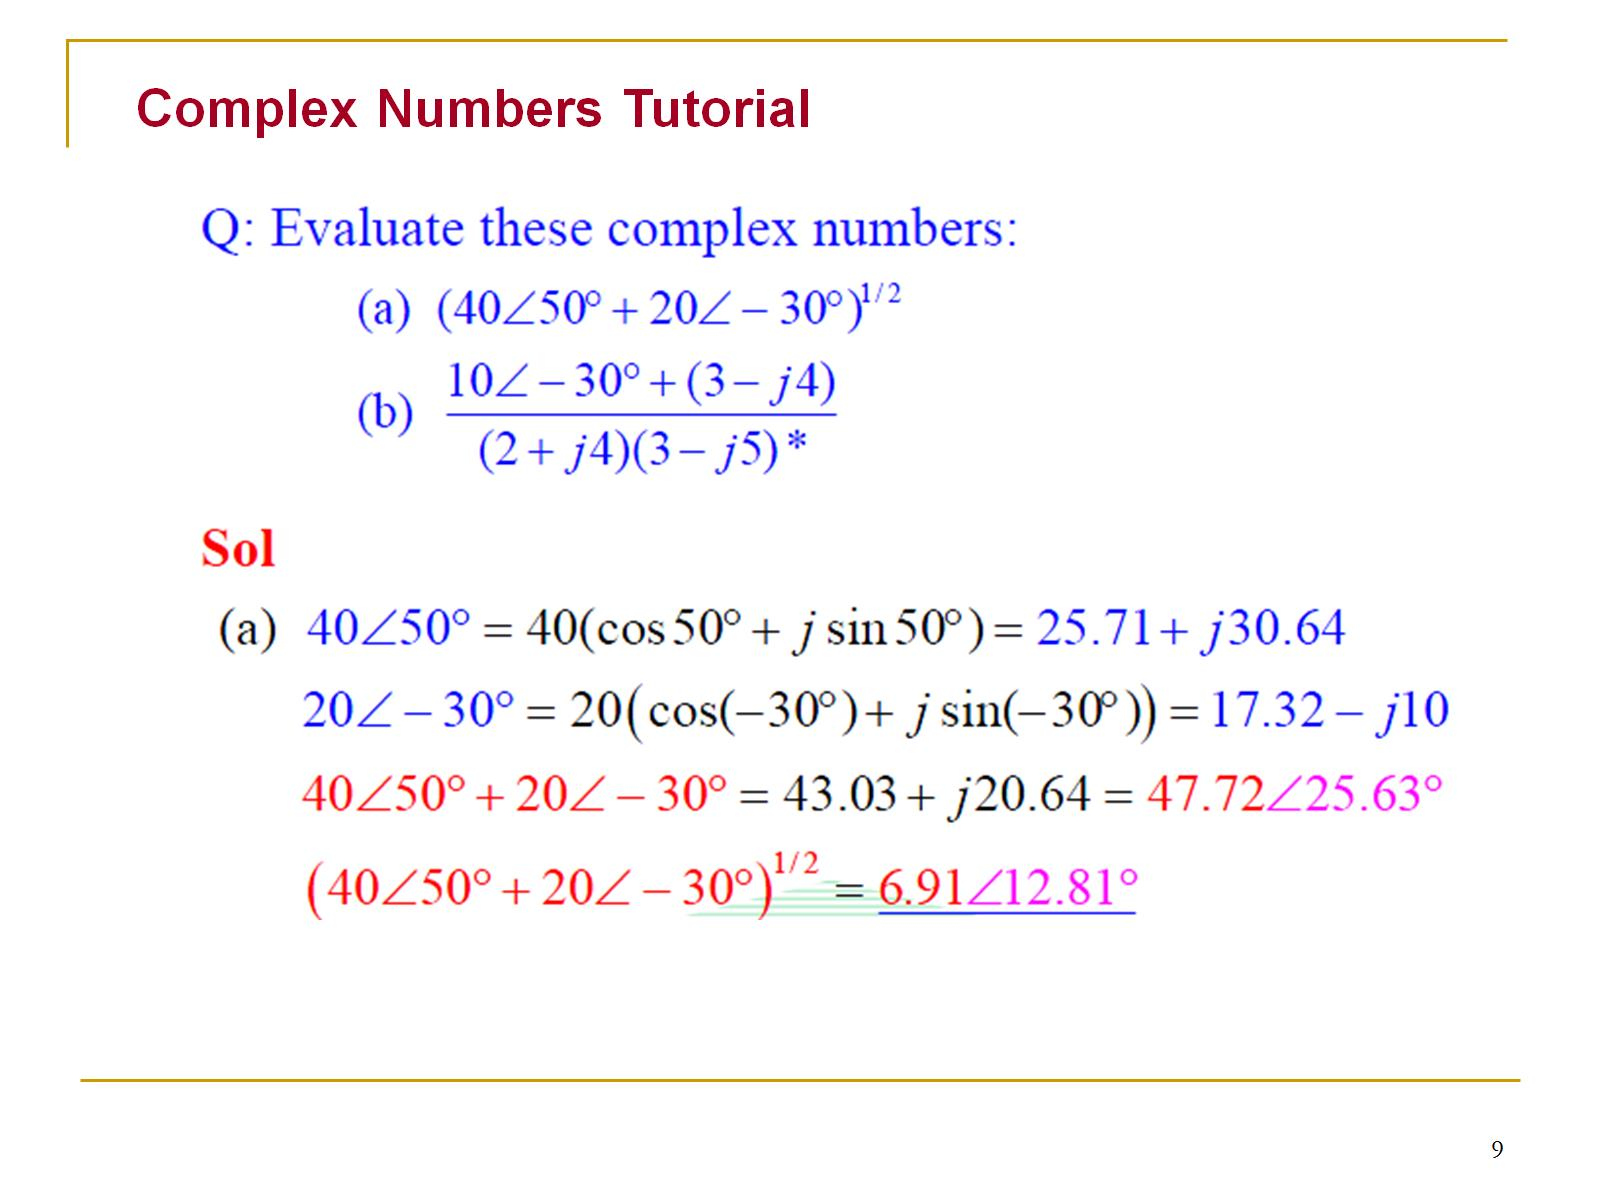 Complex Numbers Tutorial
Q: Evaluate these complex numbers:
(a) (40∠50° + 20∠ − 30°)^1/2
(b) 10∠ − 30° + (3 − j4)
(2 + j4)(3 − j5) *
Sol
(a) 40∠50° = 40(cos 50° + j sin 50°) = 25.71 + j30.64
20∠ − 30° = 20(cos(−30°) + j sin(−30°)) = 17.32 − j10
40∠50° + 20∠ − 30° = 43.03 + j20.64 = 47.72∠25.63°
(40∠50° + 20∠ − 30°)^1/2 = 6.91∠12.81°
9